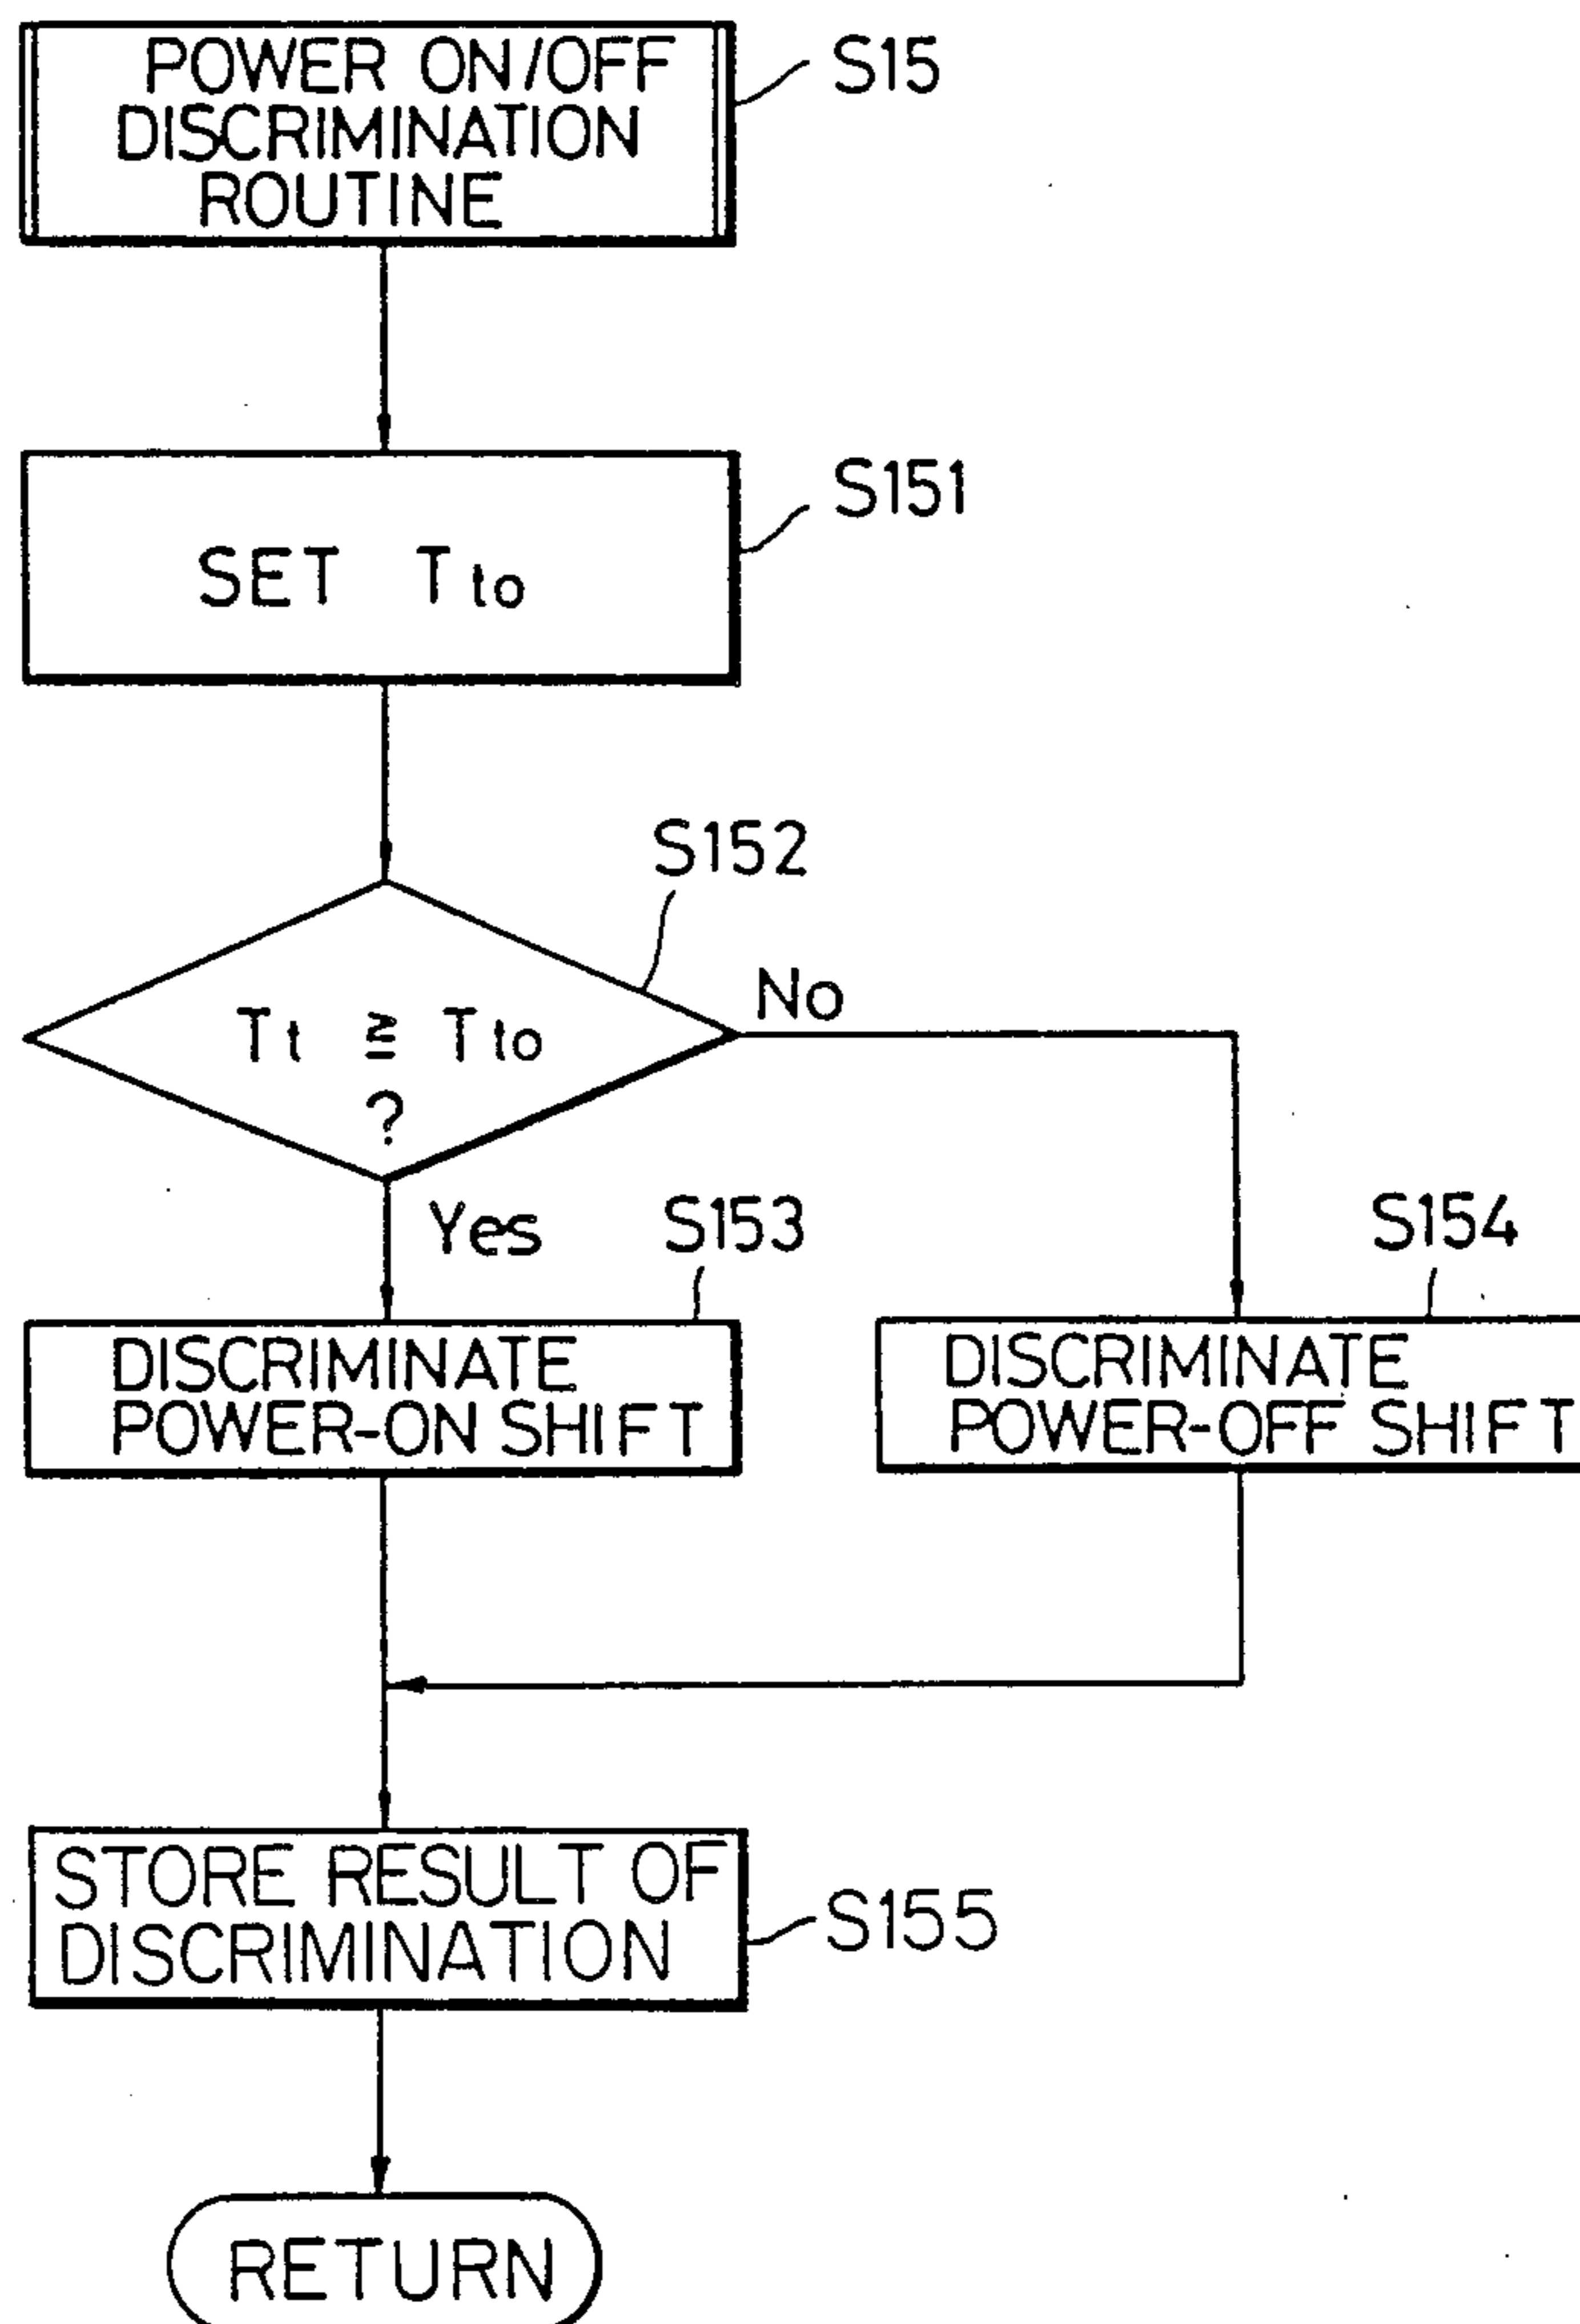 POWER ON/OFF
DISCRIMINATION
ROUTINE
S15
SET Tto
S151
S152
Tt ≧ Tto
?
No
Yes
S153
S154
DISCRIMINATE
POWER-ON SHIFT
DISCRIMINATE
POWER-OFF SHIFT
STORE RESULT OF
DISCRIMINATION
S155
RETURN